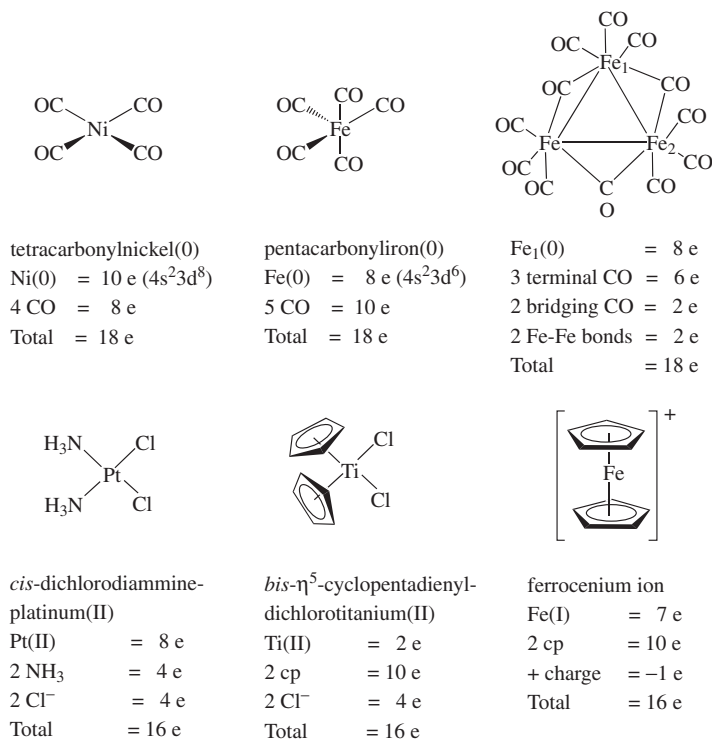 OC CO
Ni
OC CO
OC CO CO
Fe
OC CO
CO
OC CO
Fe₁
OC CO
OC CO
Fe Fe₂
OC CO
OC CO
C
O
tetracarbonylnickel(0)
Ni(0) = 10 e (4s²3d⁸)
4 CO = 8 e
Total = 18 e
pentacarbonyliron(0)
Fe(0) = 8 e (4s²3d⁶)
5 CO = 10 e
Total = 18 e
Fe₁(0) = 8 e
3 terminal CO = 6 e
2 bridging CO = 2 e
2 Fe-Fe bonds = 2 e
Total = 18 e
H₃N Cl
Pt
H₃N Cl
Cl
Ti
Cl
+
Fe
cis-dichlorodiammine-
platinum(II)
Pt(II) = 8 e
2 NH₃ = 4 e
2 Cl⁻ = 4 e
Total = 16 e
bis-η⁵-cyclopentadienyl-
dichlorotitanium(II)
Ti(II) = 2 e
2 cp = 10 e
2 Cl⁻ = 4 e
Total = 16 e
ferrocenium ion
Fe(I) = 7 e
2 cp = 10 e
+ charge = −1 e
Total = 16 e